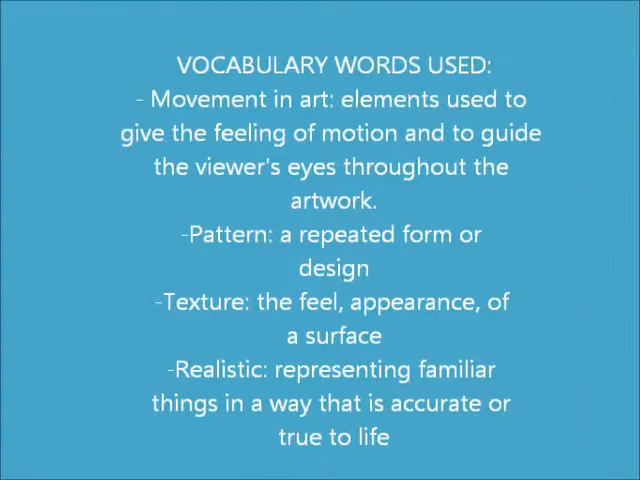 VOCABULARY WORDS USED:
- Movement in art: elements used to
give the feeling of motion and to guide
the viewer's eyes throughout the
artwork.
-Pattern: a repeated form or
design
-Texture: the feel, appearance, of
a surface
-Realistic: representing familiar
things in a way that is accurate or
true to life